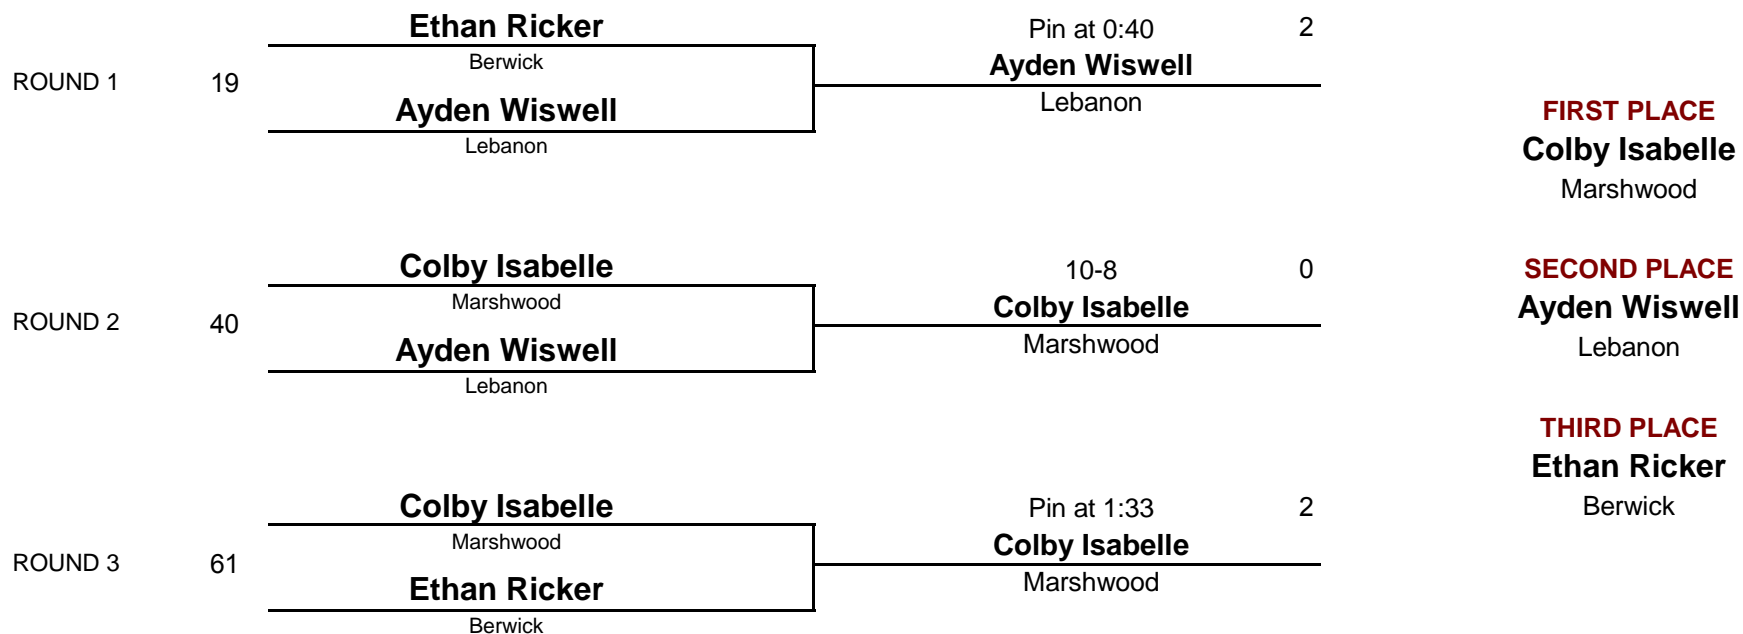 ROUND 1
19
Ethan Ricker
Berwick
Ayden Wiswell
Lebanon
Pin at 0:40 2
Ayden Wiswell
Lebanon
ROUND 2
40
Colby Isabelle
Marshwood
Ayden Wiswell
Lebanon
10-8 0
Colby Isabelle
Marshwood
ROUND 3
61
Colby Isabelle
Marshwood
Ethan Ricker
Berwick
Pin at 1:33 2
Colby Isabelle
Marshwood
FIRST PLACE
Colby Isabelle
Marshwood
SECOND PLACE
Ayden Wiswell
Lebanon
THIRD PLACE
Ethan Ricker
Berwick